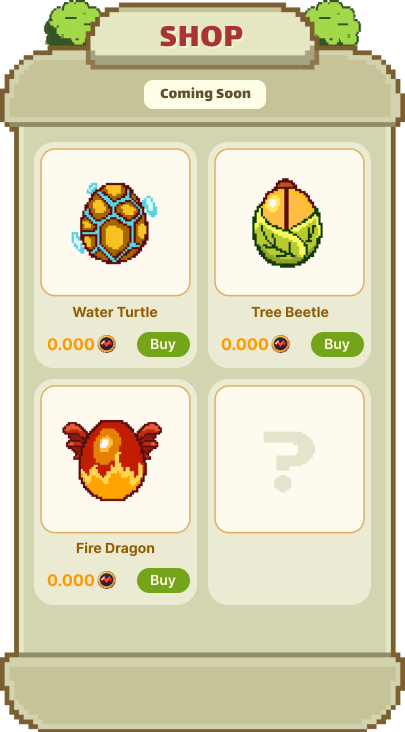 SHOP
Coming Soon
Water Turtle
0.000 Buy
Tree Beetle
0.000 Buy
Fire Dragon
0.000 Buy
?